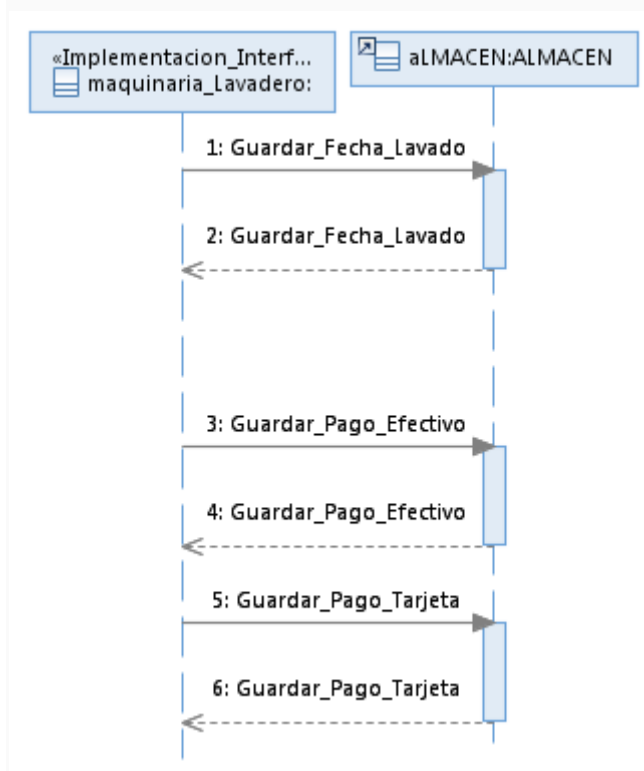 «Implementacion_Interf...
maquinaria_Lavadero:
aLMACEN:ALMACEN
1: Guardar_Fecha_Lavado
2: Guardar_Fecha_Lavado
3: Guardar_Pago_Efectivo
4: Guardar_Pago_Efectivo
5: Guardar_Pago_Tarjeta
6: Guardar_Pago_Tarjeta